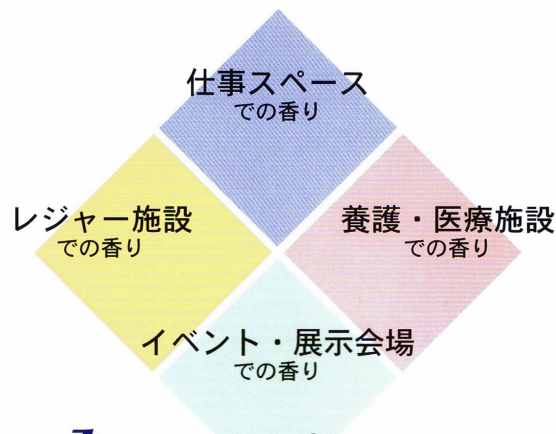 仕事スペース
での香り
レジャー施設
での香り
養護・医療施設
での香り
イベント・展示会場
での香り